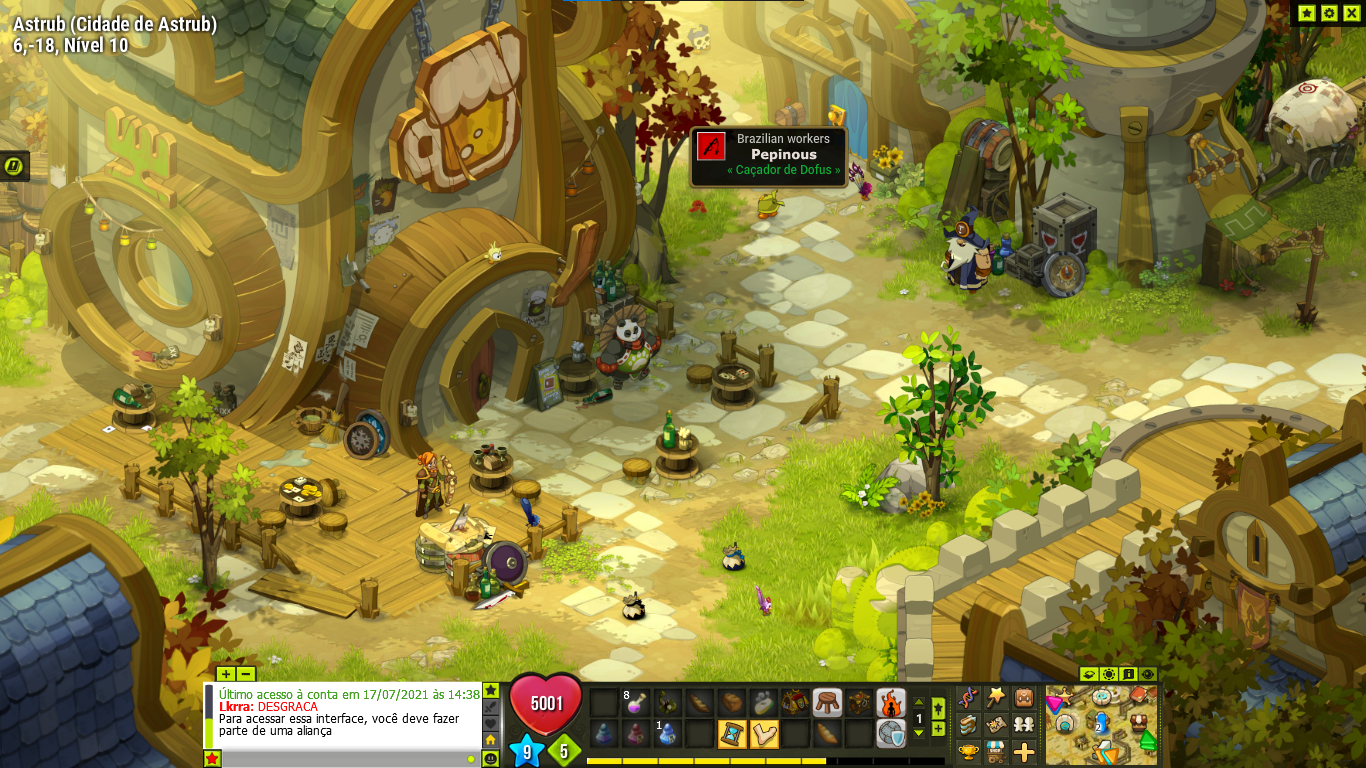 Astrub (Cidade de Astrub)
6,-18, Nível 10
Brazilian workers
Pepinous
« Caçador de Dofus »
Último acesso à conta em 17/07/2021 às 14:38
Lkrra: DESGRACA
Para acessar essa interface, você deve fazer
parte de uma aliança
5001
9
5
8
1
1
SHOP